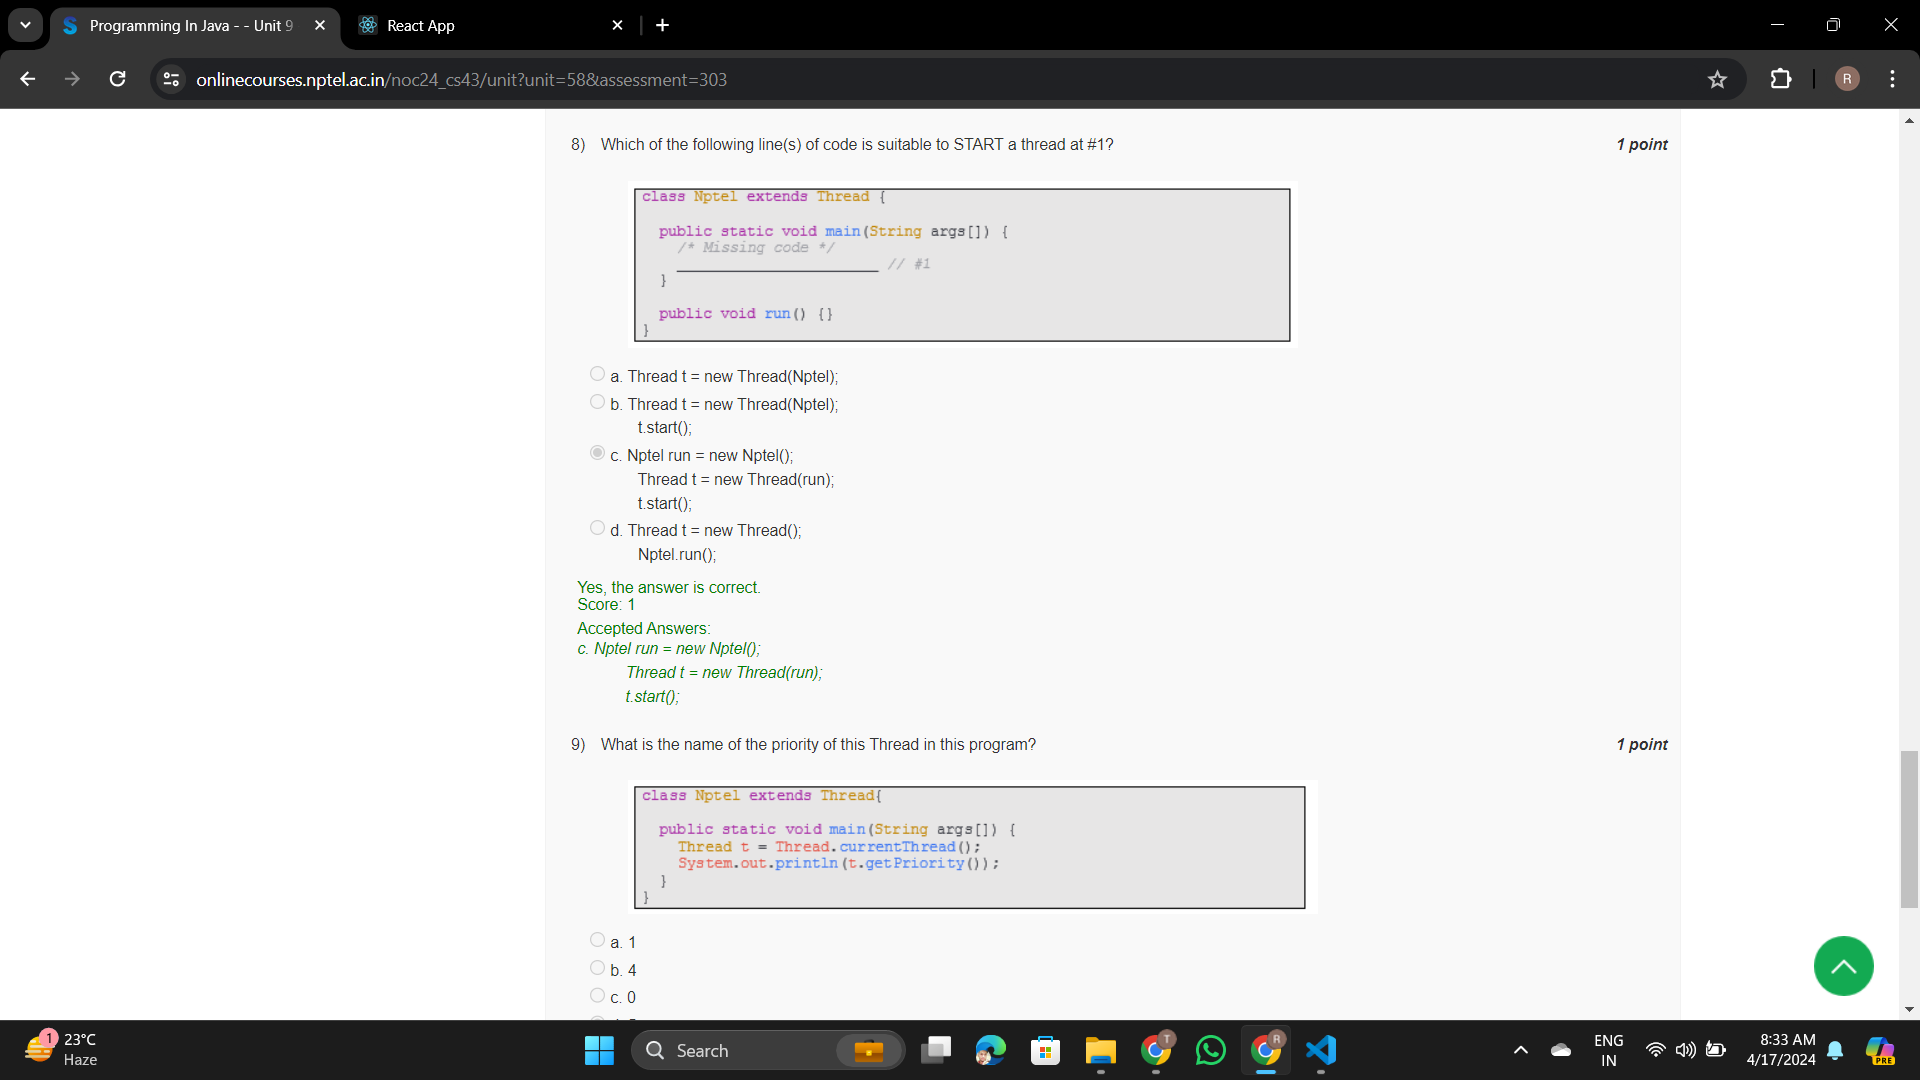 Programming In Java - - Unit 9
React App
onlinecourses.nptel.ac.in/noc24_cs43/unit?unit=58&assessment=303
R
8) Which of the following line(s) of code is suitable to START a thread at #1?
1 point
class Nptel extends Thread {
public static void main(String args[]) {
/* Missing code */
____________________ // #1
}
public void run() {}
}
a. Thread t = new Thread(Nptel);
b. Thread t = new Thread(Nptel);
t.start();
c. Nptel run = new Nptel();
Thread t = new Thread(run);
t.start();
d. Thread t = new Thread();
Nptel.run();
Yes, the answer is correct.
Score: 1
Accepted Answers:
c. Nptel run = new Nptel();
Thread t = new Thread(run);
t.start();
9) What is the name of the priority of this Thread in this program?
1 point
class Nptel extends Thread{
public static void main(String args[]) {
Thread t = Thread.currentThread();
System.out.println(t.getPriority());
}
}
a. 1
b. 4
c. 0
1
23°C
Haze
Search
T
R
ENG
IN
8:33 AM
4/17/2024
PRE